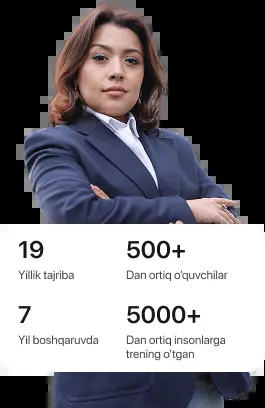 19
Yillik tajriba
500+
Dan ortiq o'quvchilar
7
Yil boshqaruvda
5000+
Dan ortiq insonlarga
trening o'tgan